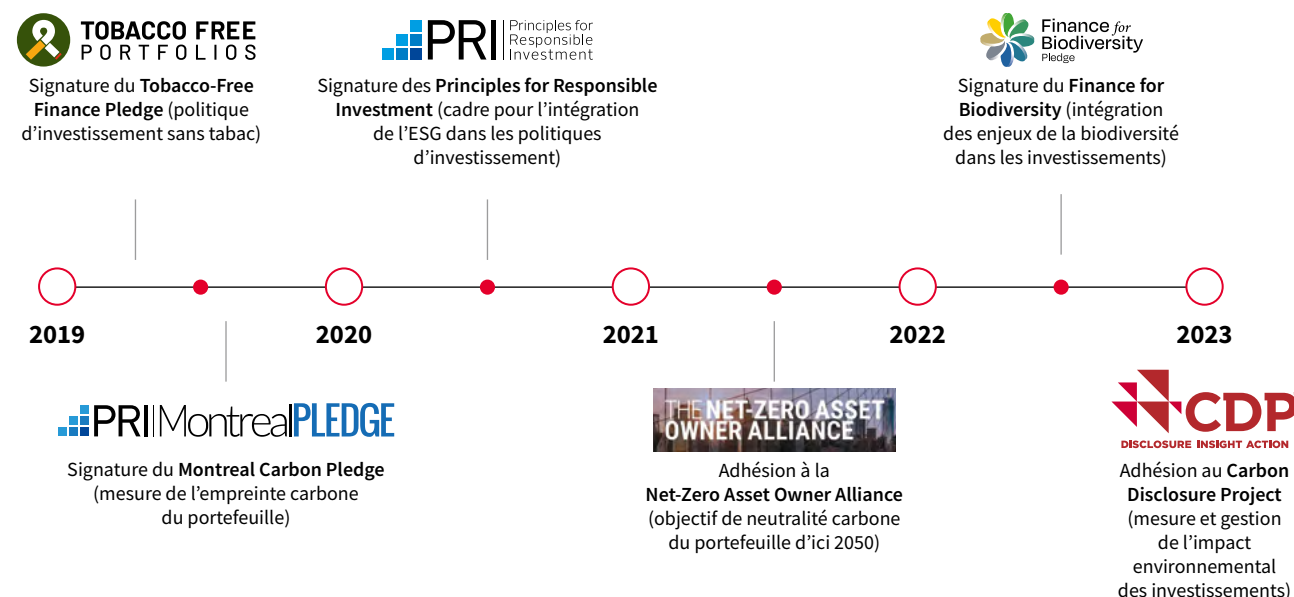 TOBACCO FREE
PORTFOLIOS
Signature du Tobacco-Free
Finance Pledge (politique
d'investissement sans tabac)
PRI
Principles for
Responsible
Investment
Signature des Principles for Responsible
Investment (cadre pour l'intégration
de l'ESG dans les politiques
d'investissement)
Finance for
Biodiversity
Pledge
Signature du Finance for
Biodiversity (intégration
des enjeux de la biodiversité
dans les investissements)
2019
2020
2021
2022
2023
PRI Montreal PLEDGE
Signature du Montreal Carbon Pledge
(mesure de l'empreinte carbone
du portefeuille)
THE NET-ZERO ASSET
OWNER ALLIANCE
Adhésion à la
Net-Zero Asset Owner Alliance
(objectif de neutralité carbone
du portefeuille d'ici 2050)
CDP
DISCLOSURE INSIGHT ACTION
Adhésion au Carbon
Disclosure Project
(mesure et gestion
de l'impact
environnemental
des investissements)